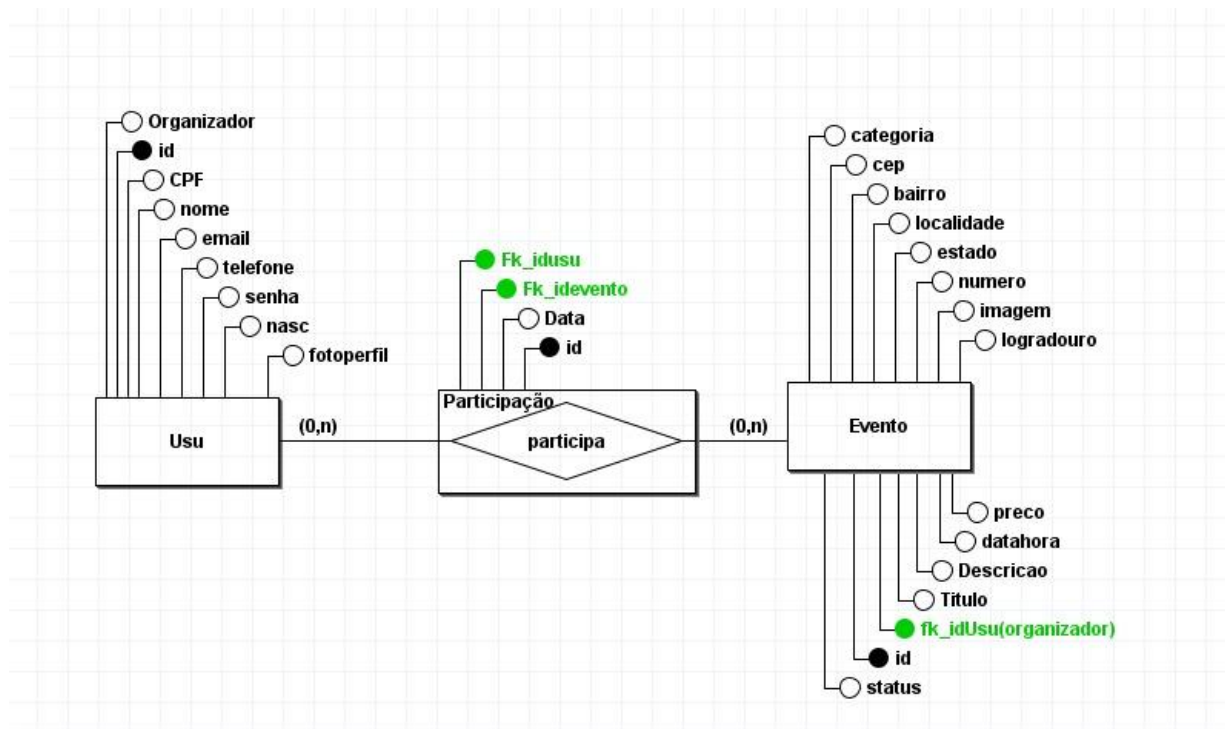 Organizador
id
CPF
nome
email
telefone
senha
nasc
fotoperfil
Usu
(0,n)
Fk_idusu
Fk_idevento
Data
id
Participação
participa
(0,n)
categoria
cep
bairro
localidade
estado
numero
imagem
logradouro
Evento
preco
datahora
Descricao
Titulo
fk_idUsu(organizador)
id
status